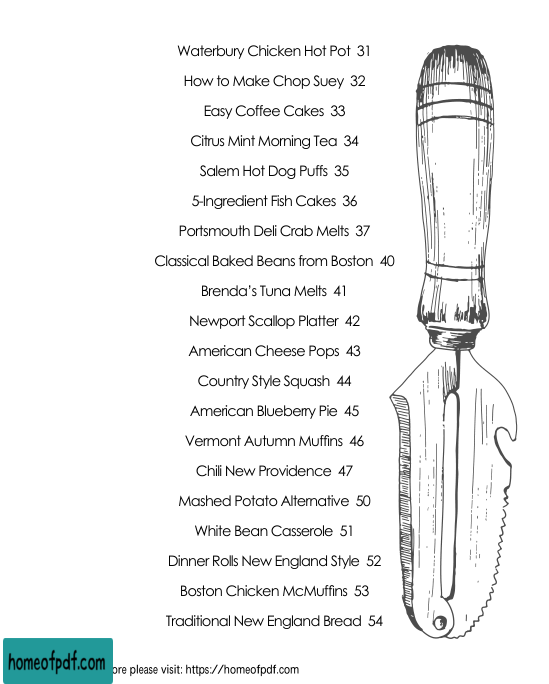 Waterbury Chicken Hot Pot 31
How to Make Chop Suey 32
Easy Coffee Cakes 33
Citrus Mint Morning Tea 34
Salem Hot Dog Puffs 35
5-Ingredient Fish Cakes 36
Portsmouth Deli Crab Melts 37
Classical Baked Beans from Boston 40
Brenda’s Tuna Melts 41
Newport Scallop Platter 42
American Cheese Pops 43
Country Style Squash 44
American Blueberry Pie 45
Vermont Autumn Muffins 46
Chili New Providence 47
Mashed Potato Alternative 50
White Bean Casserole 51
Dinner Rolls New England Style 52
Boston Chicken McMuffins 53
Traditional New England Bread 54
homeofpdf.com
please visit: https://homeofpdf.com